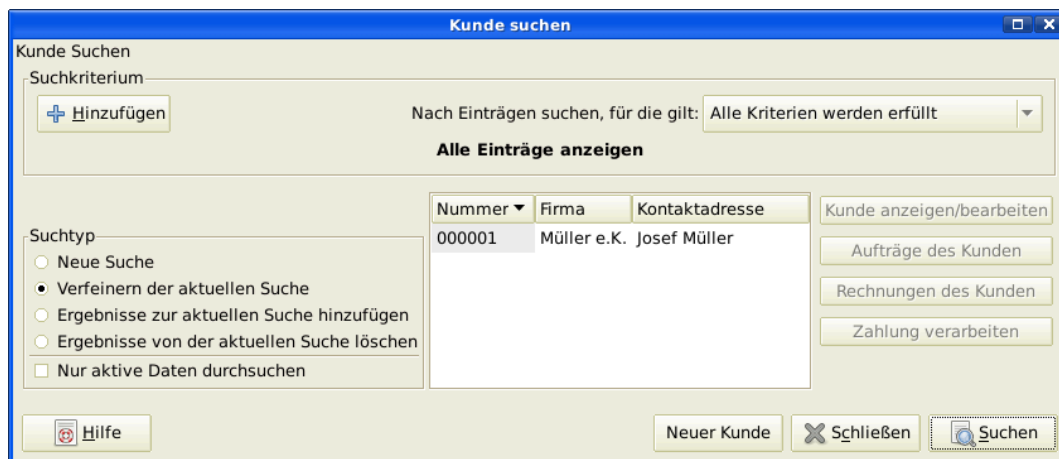 Kunde suchen
Kunde Suchen
Suchkriterium
Hinzufügen
Nach Einträgen suchen, für die gilt: Alle Kriterien werden erfüllt
Alle Einträge anzeigen
Suchtyp
Neue Suche
Verfeinern der aktuellen Suche
Ergebnisse zur aktuellen Suche hinzufügen
Ergebnisse von der aktuellen Suche löschen
Nur aktive Daten durchsuchen
Nummer Firma Kontaktadresse
000001 Müller e.K. Josef Müller
Kunde anzeigen/bearbeiten
Aufträge des Kunden
Rechnungen des Kunden
Zahlung verarbeiten
Hilfe Neuer Kunde Schließen Suchen